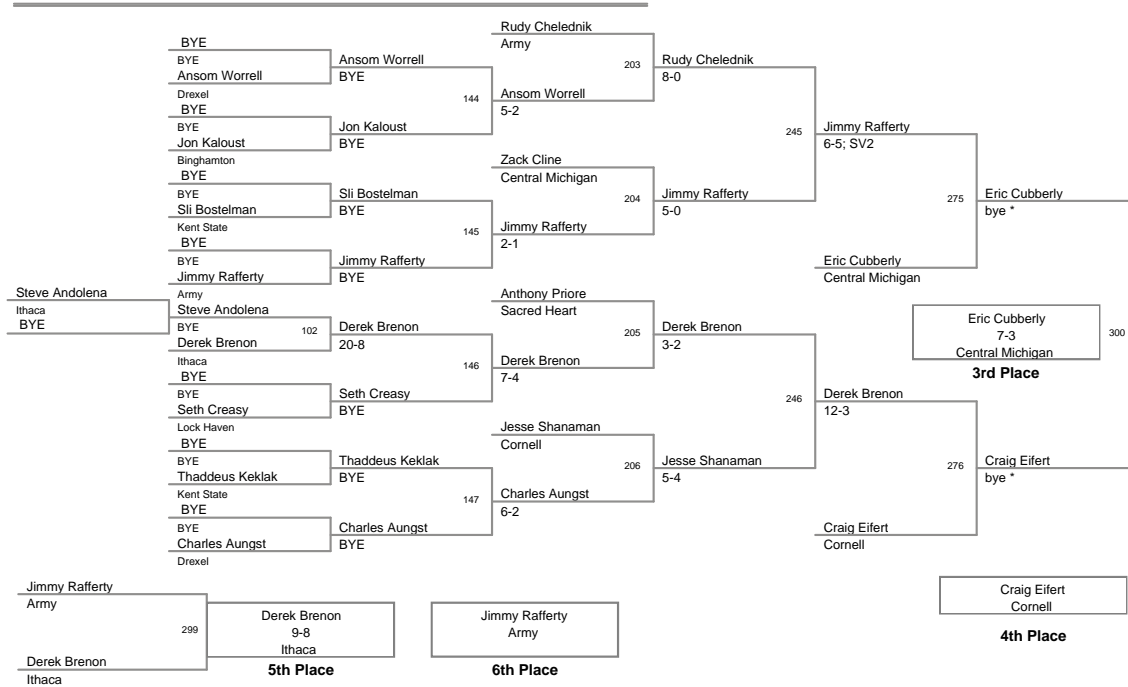 Steve Andolena
Ithaca
BYE
BYE
BYE
Ansom Worrell
Drexel
BYE
BYE
Jon Kaloust
Binghamton
BYE
BYE
Sli Bostelman
Kent State
BYE
BYE
Jimmy Rafferty
Army
Steve Andolena
BYE
Derek Brenon
Ithaca
102
BYE
BYE
Seth Creasy
Lock Haven
BYE
BYE
Thaddeus Keklak
Kent State
BYE
BYE
Charles Aungst
Drexel
Ansom Worrell
BYE
144
Jon Kaloust
BYE
Sli Bostelman
BYE
145
Jimmy Rafferty
BYE
Derek Brenon
20-8
146
Seth Creasy
BYE
Thaddeus Keklak
BYE
147
Charles Aungst
BYE
Rudy Chelednik
Army
203
Ansom Worrell
5-2
Zack Cline
Central Michigan
204
Jimmy Rafferty
2-1
Anthony Priore
Sacred Heart
205
Derek Brenon
7-4
Jesse Shanaman
Cornell
206
Charles Aungst
6-2
Rudy Chelednik
8-0
245
Jimmy Rafferty
5-0
Derek Brenon
3-2
246
Jesse Shanaman
5-4
Jimmy Rafferty
6-5; SV2
275
Eric Cubberly
Central Michigan
Derek Brenon
12-3
276
Craig Eifert
Cornell
Eric Cubberly
bye *
Eric Cubberly
7-3
Central Michigan
300
3rd Place
Craig Eifert
bye *
Craig Eifert
Cornell
4th Place
Jimmy Rafferty
Army
299
Derek Brenon
Ithaca
Derek Brenon
9-8
Ithaca
5th Place
Jimmy Rafferty
Army
6th Place